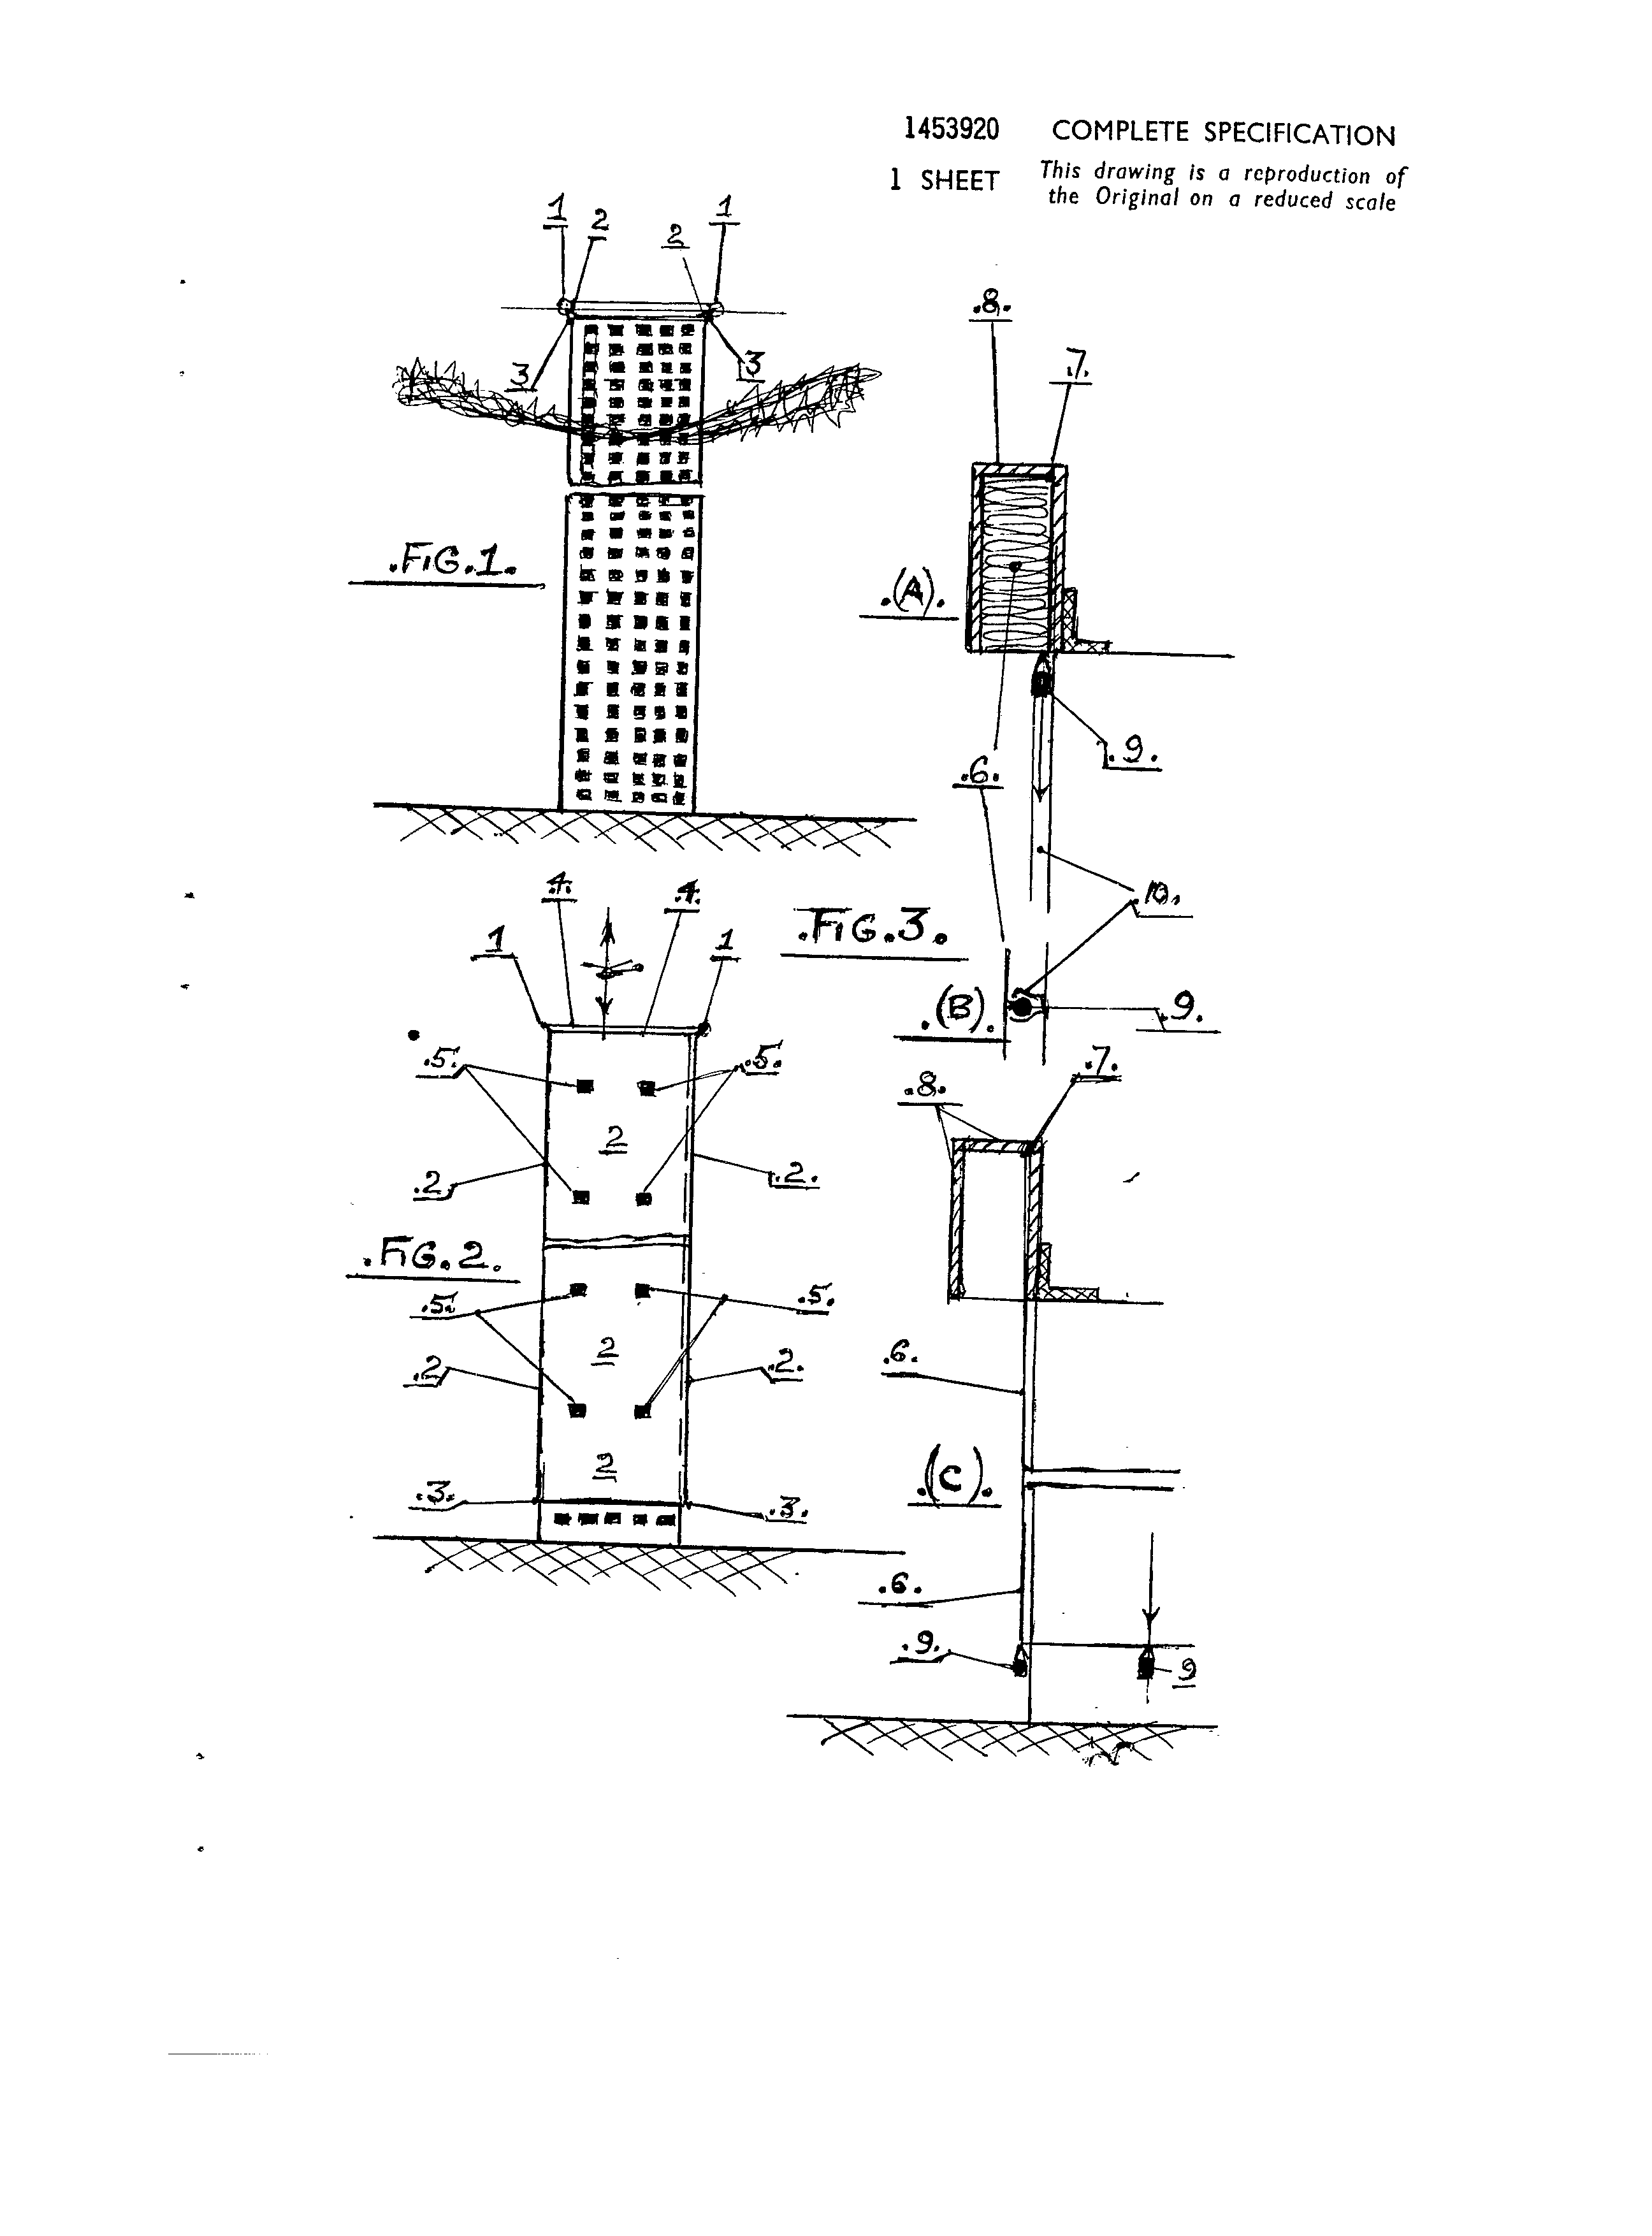 1453920 COMPLETE SPECIFICATION
1 SHEET This drawing is a reproduction of
the Original on a reduced scale
1 2 2 1
3 3
.FIG.1.
.8.
7.
.(A).
.9.
.6.
10.
.FIG.3.
.(B).
.9.
.4. .4.
1 1
.5. .5.
2
.2. .2.
.FIG.2.
.5. .5.
2
.2. .2.
2
.3. .3.
.8. .7.
.6.
.(C).
.6.
.9. 9